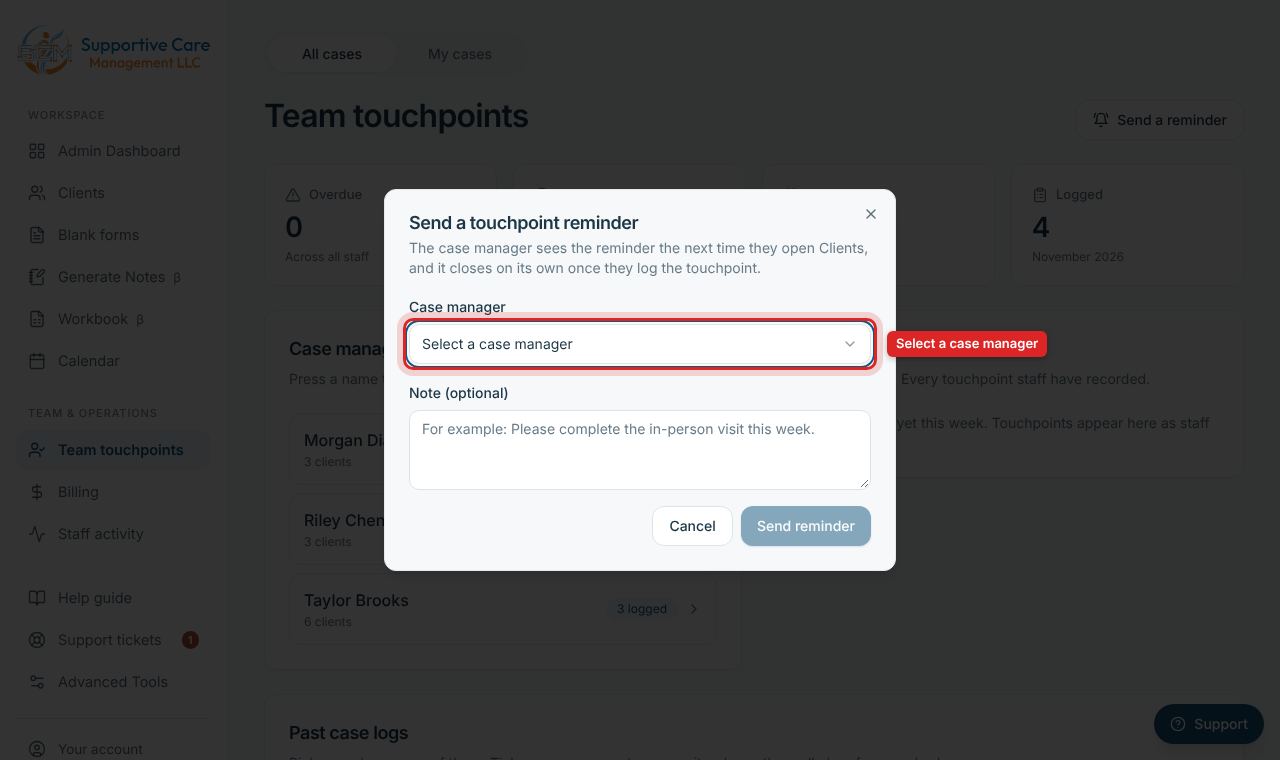 Supportive Care
Management LLC
All cases
My cases
WORKSPACE
Team touchpoints
Send a reminder
Admin Dashboard
Clients
Blank forms
Generate Notes β
Workbook β
Calendar
TEAM & OPERATIONS
Team touchpoints
Billing
Staff activity
Help guide
Support tickets 1
Advanced Tools
Your account
Overdue
0
Across all staff
Logged
4
November 2026
Send a touchpoint reminder
The case manager sees the reminder the next time they open Clients,
and it closes on its own once they log the touchpoint.
Case manager
Select a case manager
Select a case manager
Note (optional)
For example: Please complete the in-person visit this week.
Cancel
Send reminder
Press a name
Every touchpoint staff have recorded.
yet this week. Touchpoints appear here as staff
Morgan
3 clients
Riley Chen
3 clients
Taylor Brooks
6 clients
3 logged
Past case logs
Support